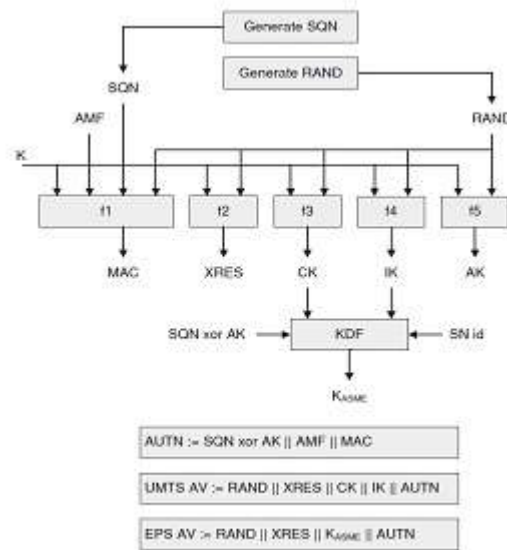 Generate SQN
Generate RAND
SQN
AMF
RAND
K
f1 f2 f3 f4 f5
MAC XRES CK IK AK
SQN xor AK KDF SN id
K_ASME
AUTN := SQN xor AK || AMF || MAC
UMTS AV := RAND || XRES || CK || IK || AUTN
EPS AV := RAND || XRES || K_ASME || AUTN